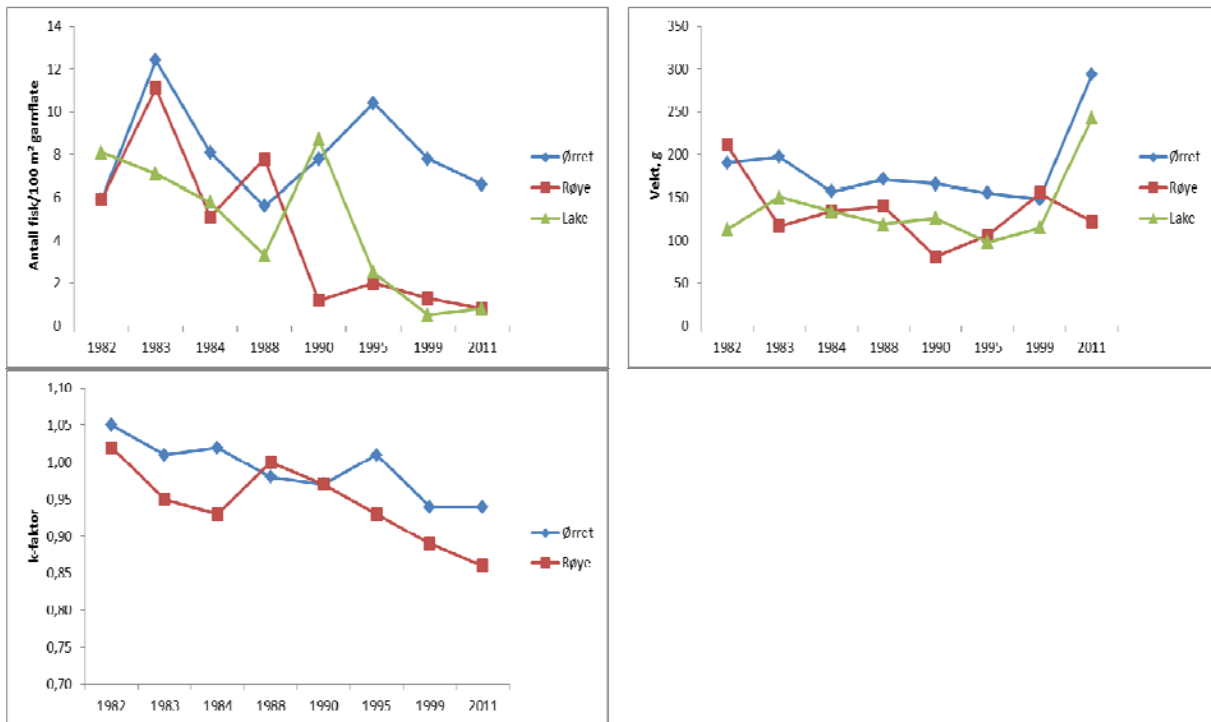 Antall fisk/100 m² garnflate
14
12
10
8
6
4
2
0
1982 1983 1984 1988 1990 1995 1999 2011
Ørret
Røye
Lake
Vekt, g
350
300
250
200
150
100
50
0
1982 1983 1984 1988 1990 1995 1999 2011
Ørret
Røye
Lake
k-faktor
1,10
1,05
1,00
0,95
0,90
0,85
0,80
0,75
0,70
1982 1983 1984 1988 1990 1995 1999 2011
Ørret
Røye